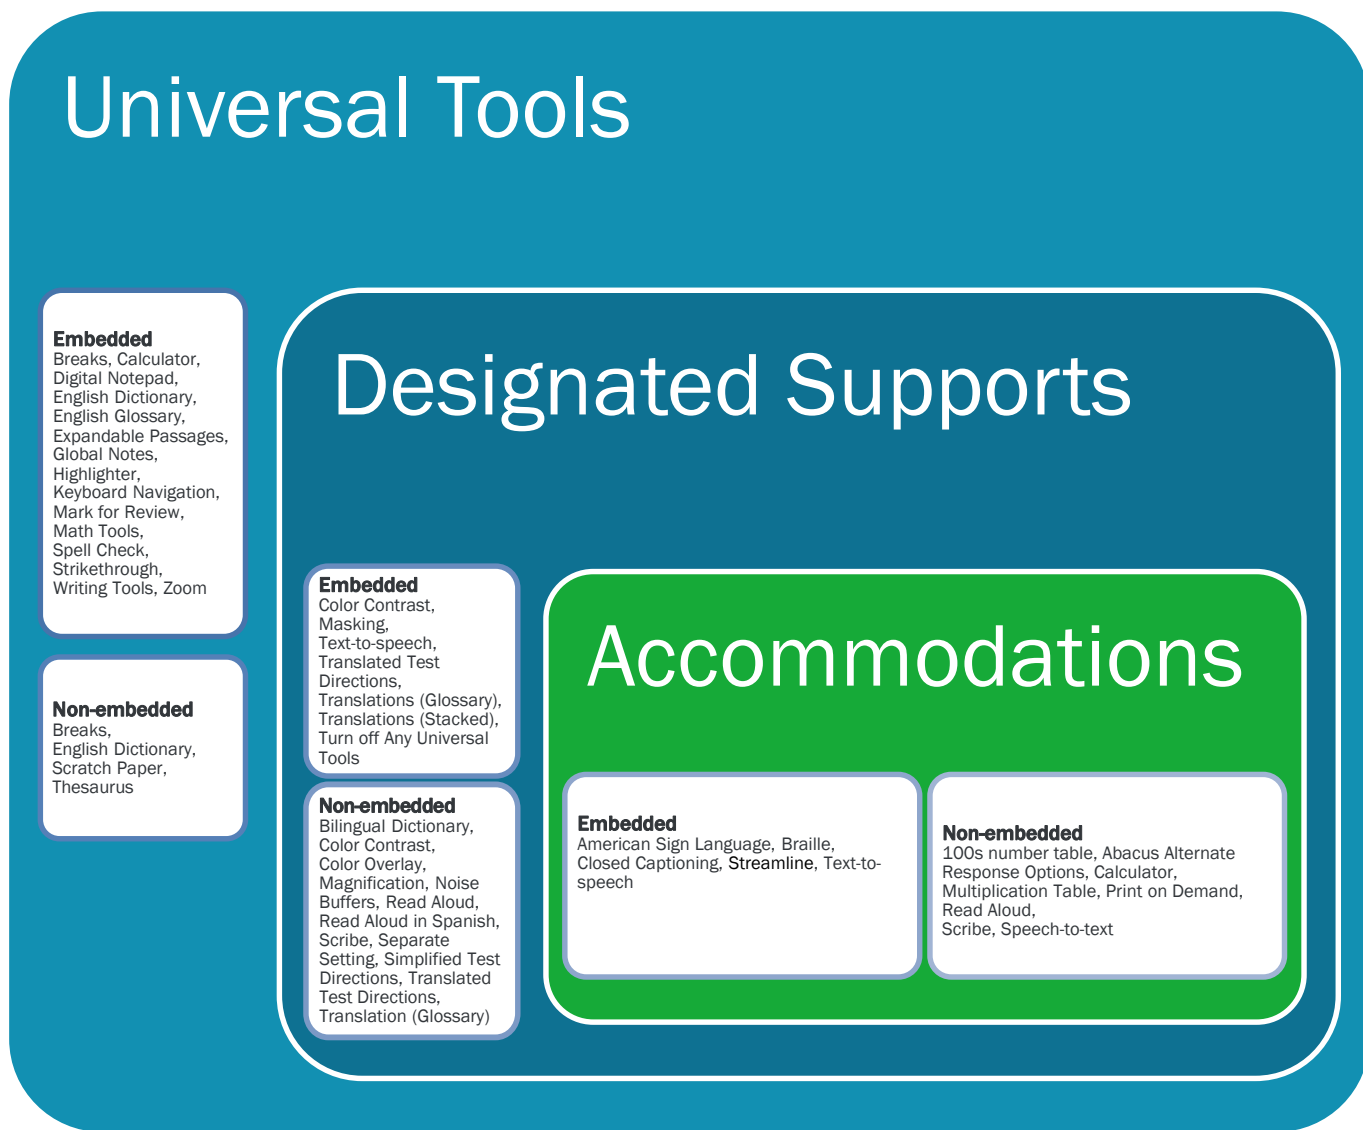 Universal Tools
Embedded
Breaks, Calculator,
Digital Notepad,
English Dictionary,
English Glossary,
Expandable Passages,
Global Notes,
Highlighter,
Keyboard Navigation,
Mark for Review,
Math Tools,
Spell Check,
Strikethrough,
Writing Tools, Zoom
Non-embedded
Breaks,
English Dictionary,
Scratch Paper,
Thesaurus
Designated Supports
Embedded
Color Contrast,
Masking,
Text-to-speech,
Translated Test
Directions,
Translations (Glossary),
Translations (Stacked),
Turn off Any Universal
Tools
Non-embedded
Bilingual Dictionary,
Color Contrast,
Color Overlay,
Magnification, Noise
Buffers, Read Aloud,
Read Aloud in Spanish,
Scribe, Separate
Setting, Simplified Test
Directions, Translated
Test Directions,
Translation (Glossary)
Accommodations
Embedded
American Sign Language, Braille,
Closed Captioning, Streamline, Text-to-
speech
Non-embedded
100s number table, Abacus Alternate
Response Options, Calculator,
Multiplication Table, Print on Demand,
Read Aloud,
Scribe, Speech-to-text